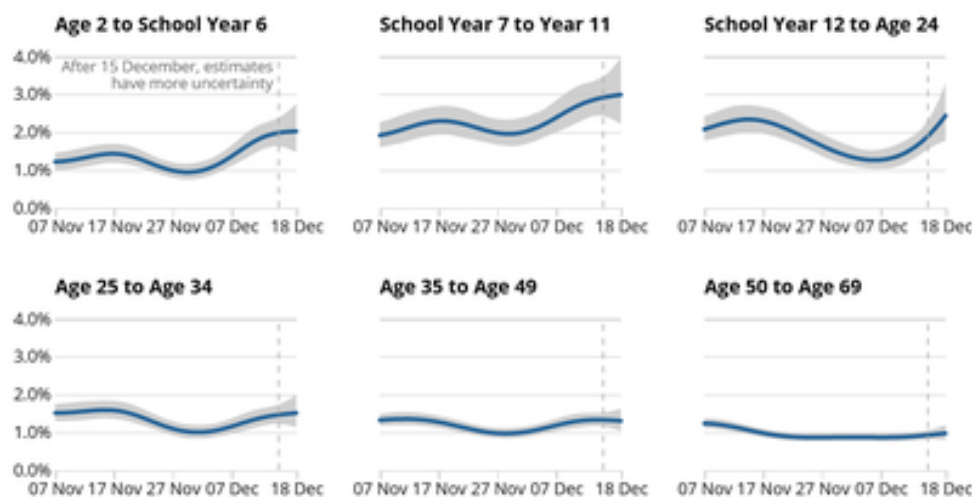 Age 2 to School Year 6
School Year 7 to Year 11
School Year 12 to Age 24
4.0%
After 15 December, estimates
have more uncertainty
3.0%
2.0%
1.0%
0.0%
07 Nov 17 Nov 27 Nov 07 Dec 18 Dec
07 Nov 17 Nov 27 Nov 07 Dec 18 Dec
07 Nov 17 Nov 27 Nov 07 Dec 18 Dec
Age 25 to Age 34
Age 35 to Age 49
Age 50 to Age 69
4.0%
3.0%
2.0%
1.0%
0.0%
07 Nov 17 Nov 27 Nov 07 Dec 18 Dec
07 Nov 17 Nov 27 Nov 07 Dec 18 Dec
07 Nov 17 Nov 27 Nov 07 Dec 18 Dec